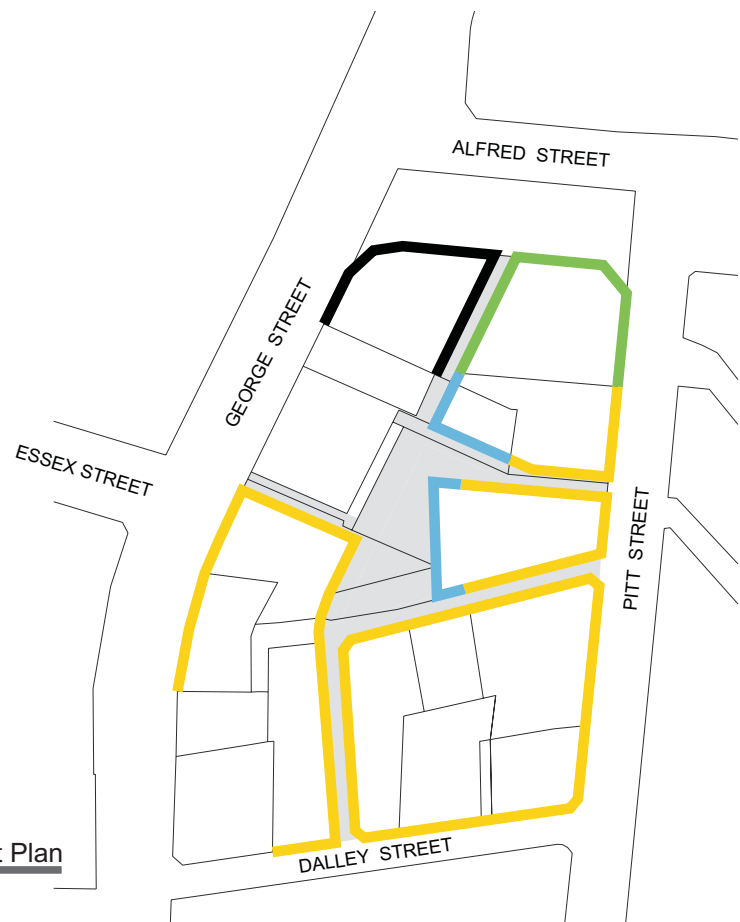 ALFRED STREET
GEORGE STREET
ESSEX STREET
PITT STREET
DALLEY STREET
t Plan